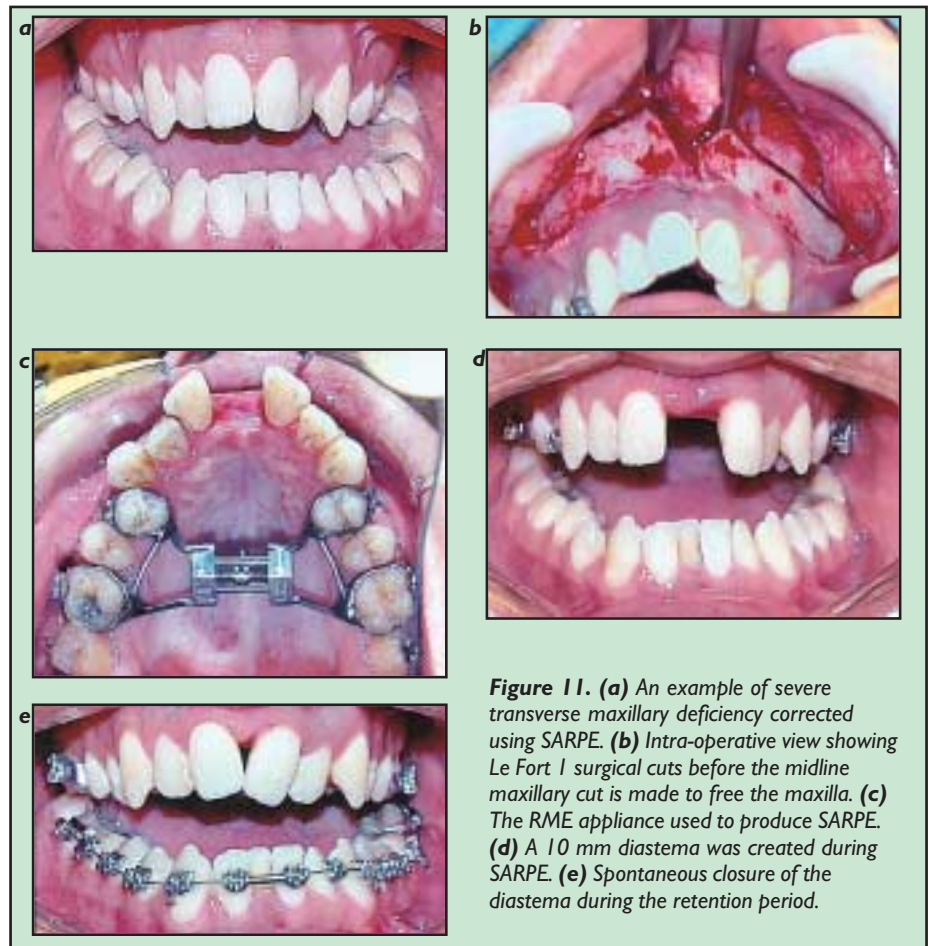 a
b
c
d
e
Figure 11. (a) An example of severe
transverse maxillary deficiency corrected
using SARPE. (b) Intra-operative view showing
Le Fort 1 surgical cuts before the midline
maxillary cut is made to free the maxilla. (c)
The RME appliance used to produce SARPE.
(d) A 10 mm diastema was created during
SARPE. (e) Spontaneous closure of the
diastema during the retention period.